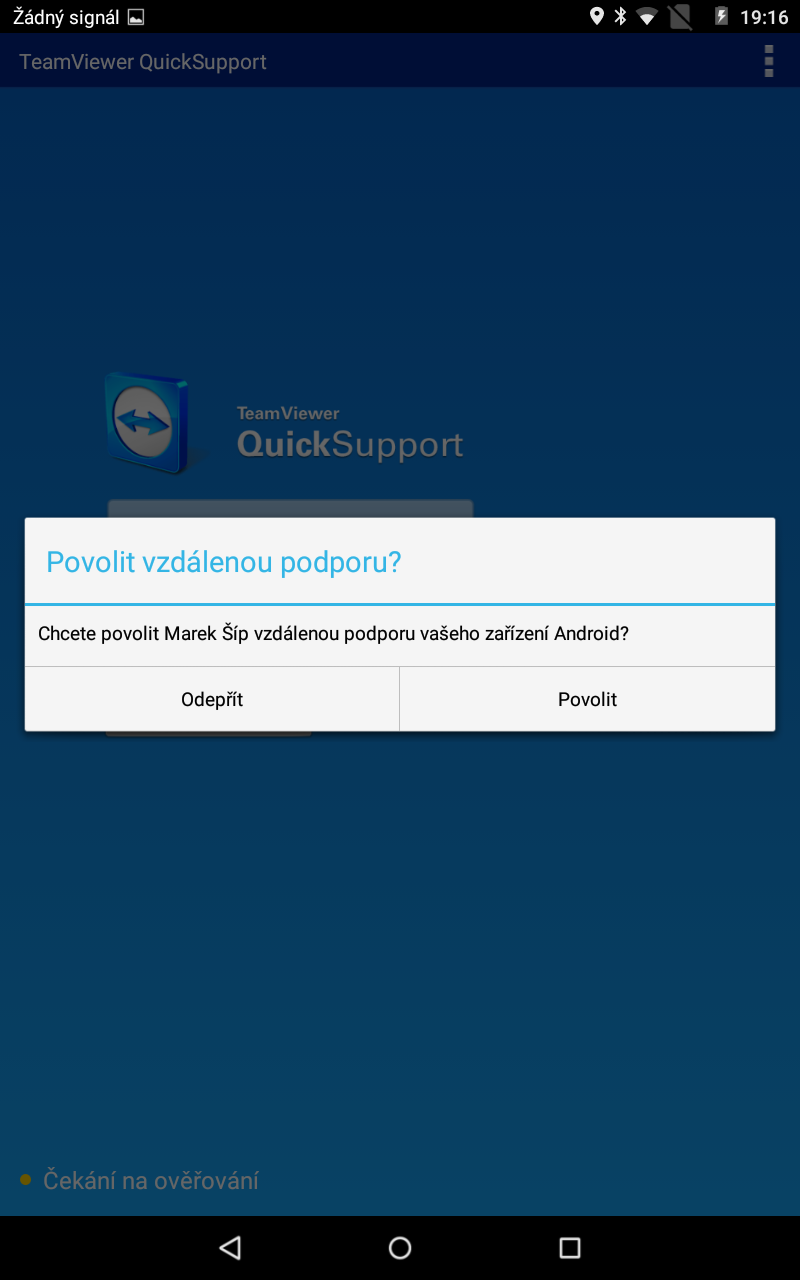 Žádný signál
19:16
TeamViewer QuickSupport
TeamViewer
QuickSupport
Povolit vzdálenou podporu?
Chcete povolit Marek Šíp vzdálenou podporu vašeho zařízení Android?
Odepřít
Povolit
Čekání na ověřování